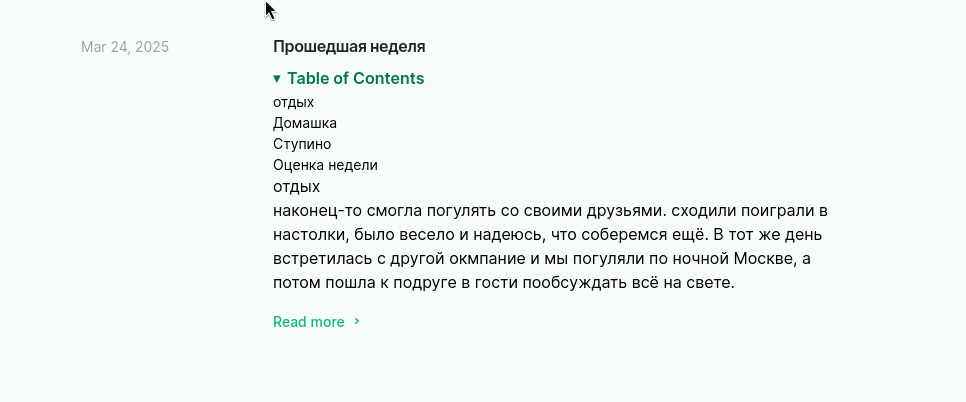 Mar 24, 2025
Прошедшая неделя
▾ Table of Contents
отдых
Домашка
Ступино
Оценка недели
отдых
наконец-то смогла погулять со своими друзьями. сходили поиграли в
настолки, было весело и надеюсь, что соберемся ещё. В тот же день
встретилась с другой окмпание и мы погуляли по ночной Москве, а
потом пошла к подруге в гости пообсуждать всё на свете.
Read more ›